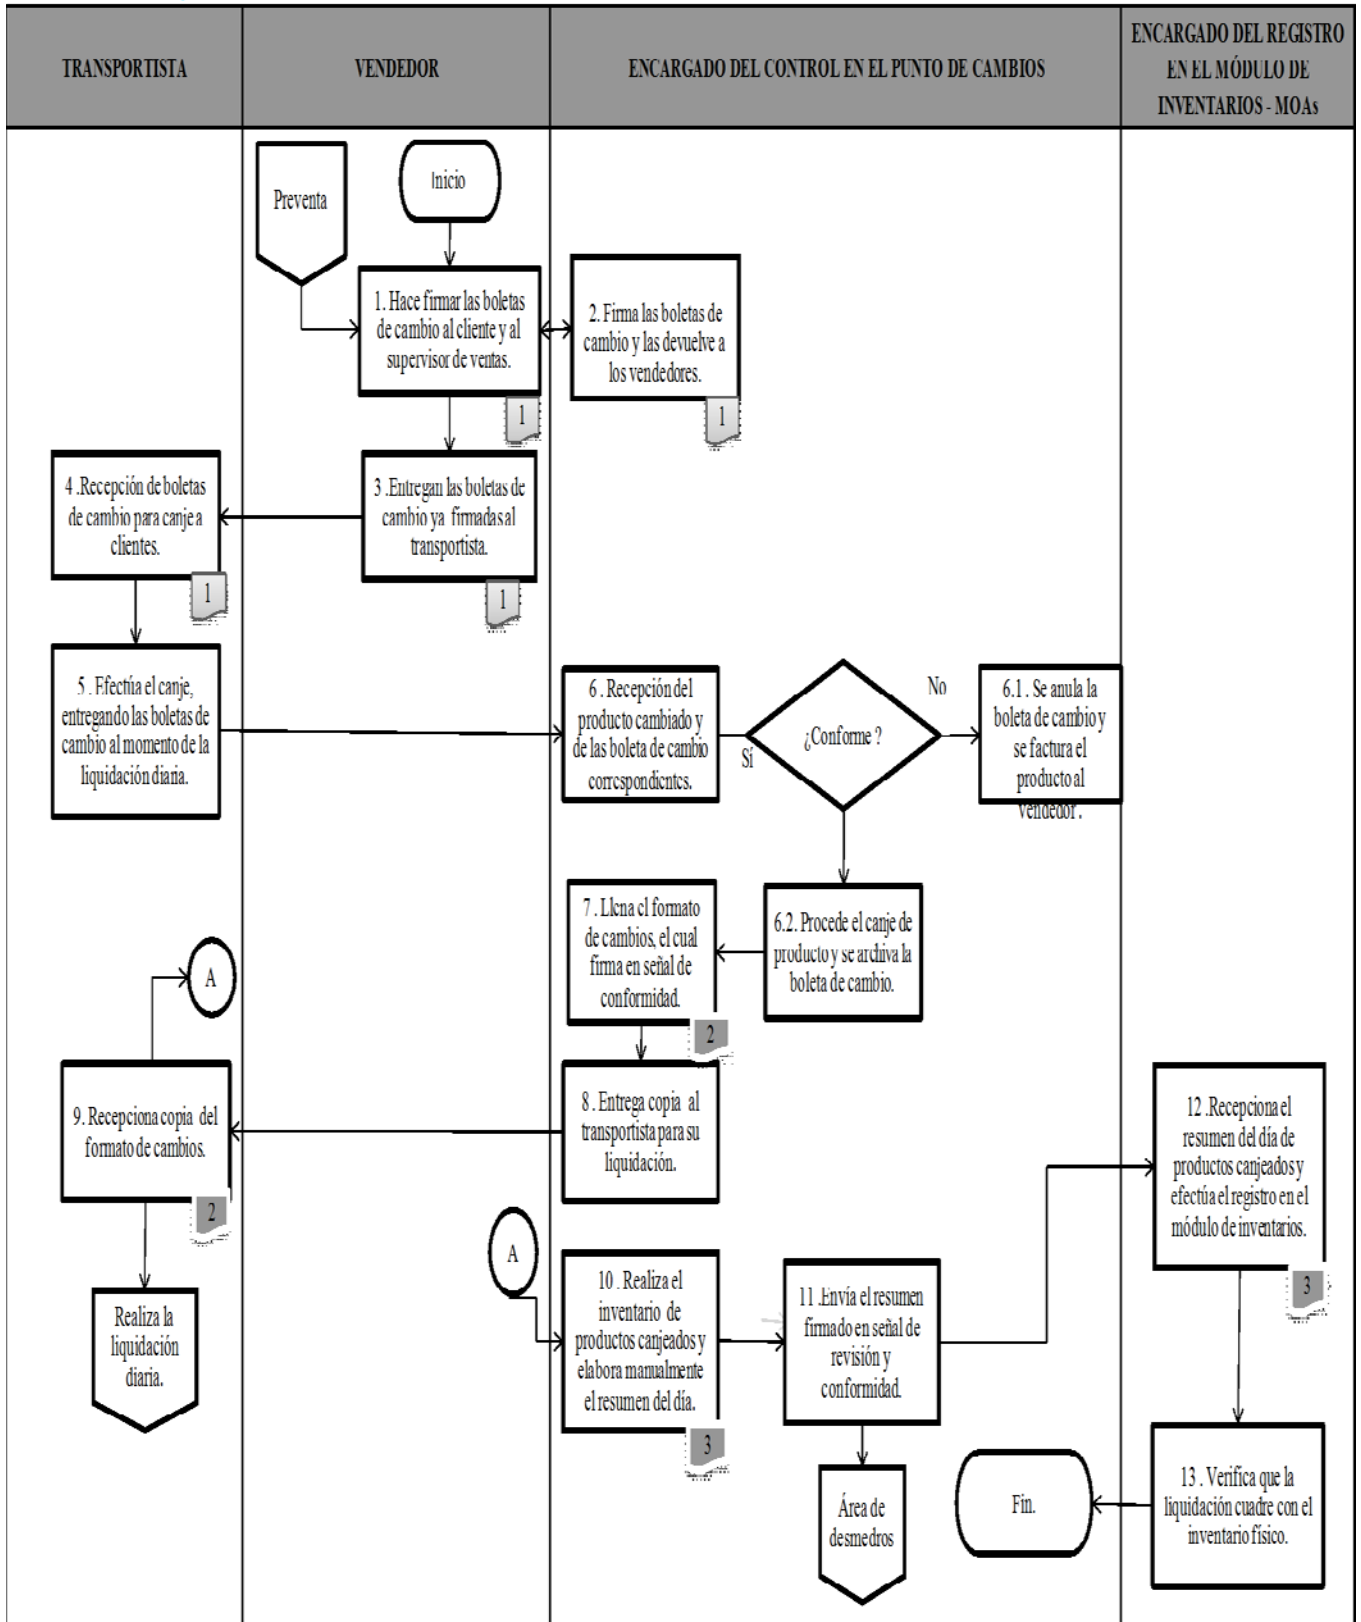 TRANSPORTISTA
VENDEDOR
ENCARGADO DEL CONTROL EN EL PUNTO DE CAMBIOS
ENCARGADO DEL REGISTRO
EN EL MÓDULO DE
INVENTARIOS - MOAs
Preventa
Inicio
1. Hace firmar las boletas
de cambio al cliente y al
supervisor de ventas.
1
2. Firma las boletas de
cambio y las devuelve a
los vendedores.
1
4 .Recepción de boletas
de cambio para canje a
clientes.
1
3 .Entregan las boletas de
cambio ya firmadas al
transportista.
1
5 . Efectúa el canje,
entregando las boletas de
cambio al momento de la
liquidación diaria.
6 . Recepción del
producto cambiado y
de las boleta de cambio
correspondientes.
¿Conforme ?
Sí
No
6.1 . Se anula la
boleta de cambio y
se factura el
producto al
vendedor .
7 . Llena el formato
de cambios, el cual
firma en señal de
conformidad.
2
6.2. Procede el canje de
producto y se archiva la
boleta de cambio.
A
9. Recepciona copia del
formato de cambios.
2
8 . Entrega copia al
transportista para su
liquidación.
12 .Recepciona el
resumen del día de
productos canjeados y
efectúa el registro en el
módulo de inventarios.
3
A
10 . Realiza el
inventario de
productos canjeados y
elabora manualmente
el resumen del día.
3
11 .Envía el resumen
firmado en señal de
revisión y
conformidad.
Realiza la
liquidación
diaria.
Área de
desmedros
Fin.
13 . Verifica que la
liquidación cuadre con el
inventario físico.